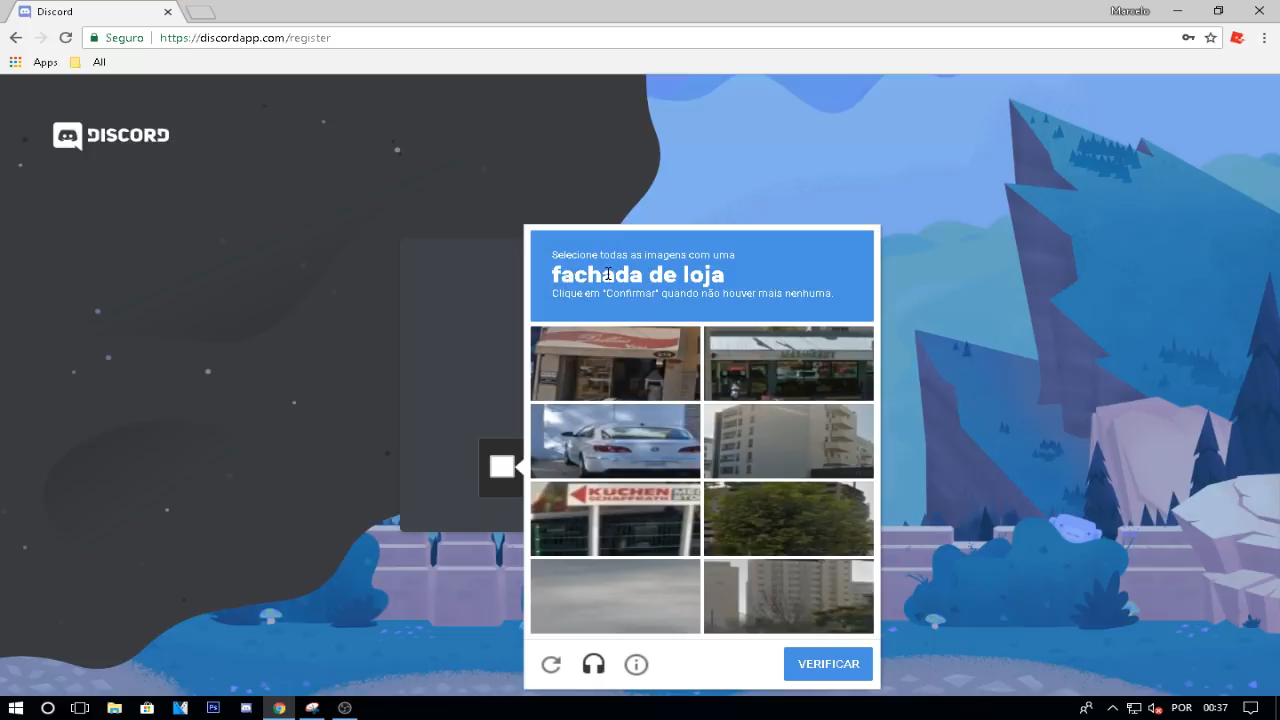 Discord
Marcelo
Seguro
https://discordapp.com/register
Apps
All
DISCORD
Selecione todas as imagens com uma
fachada de loja
Clique em "Confirmar" quando não houver mais nenhuma.
KUCHEN
SCHAFFRATH
VERIFICAR
POR
00:37